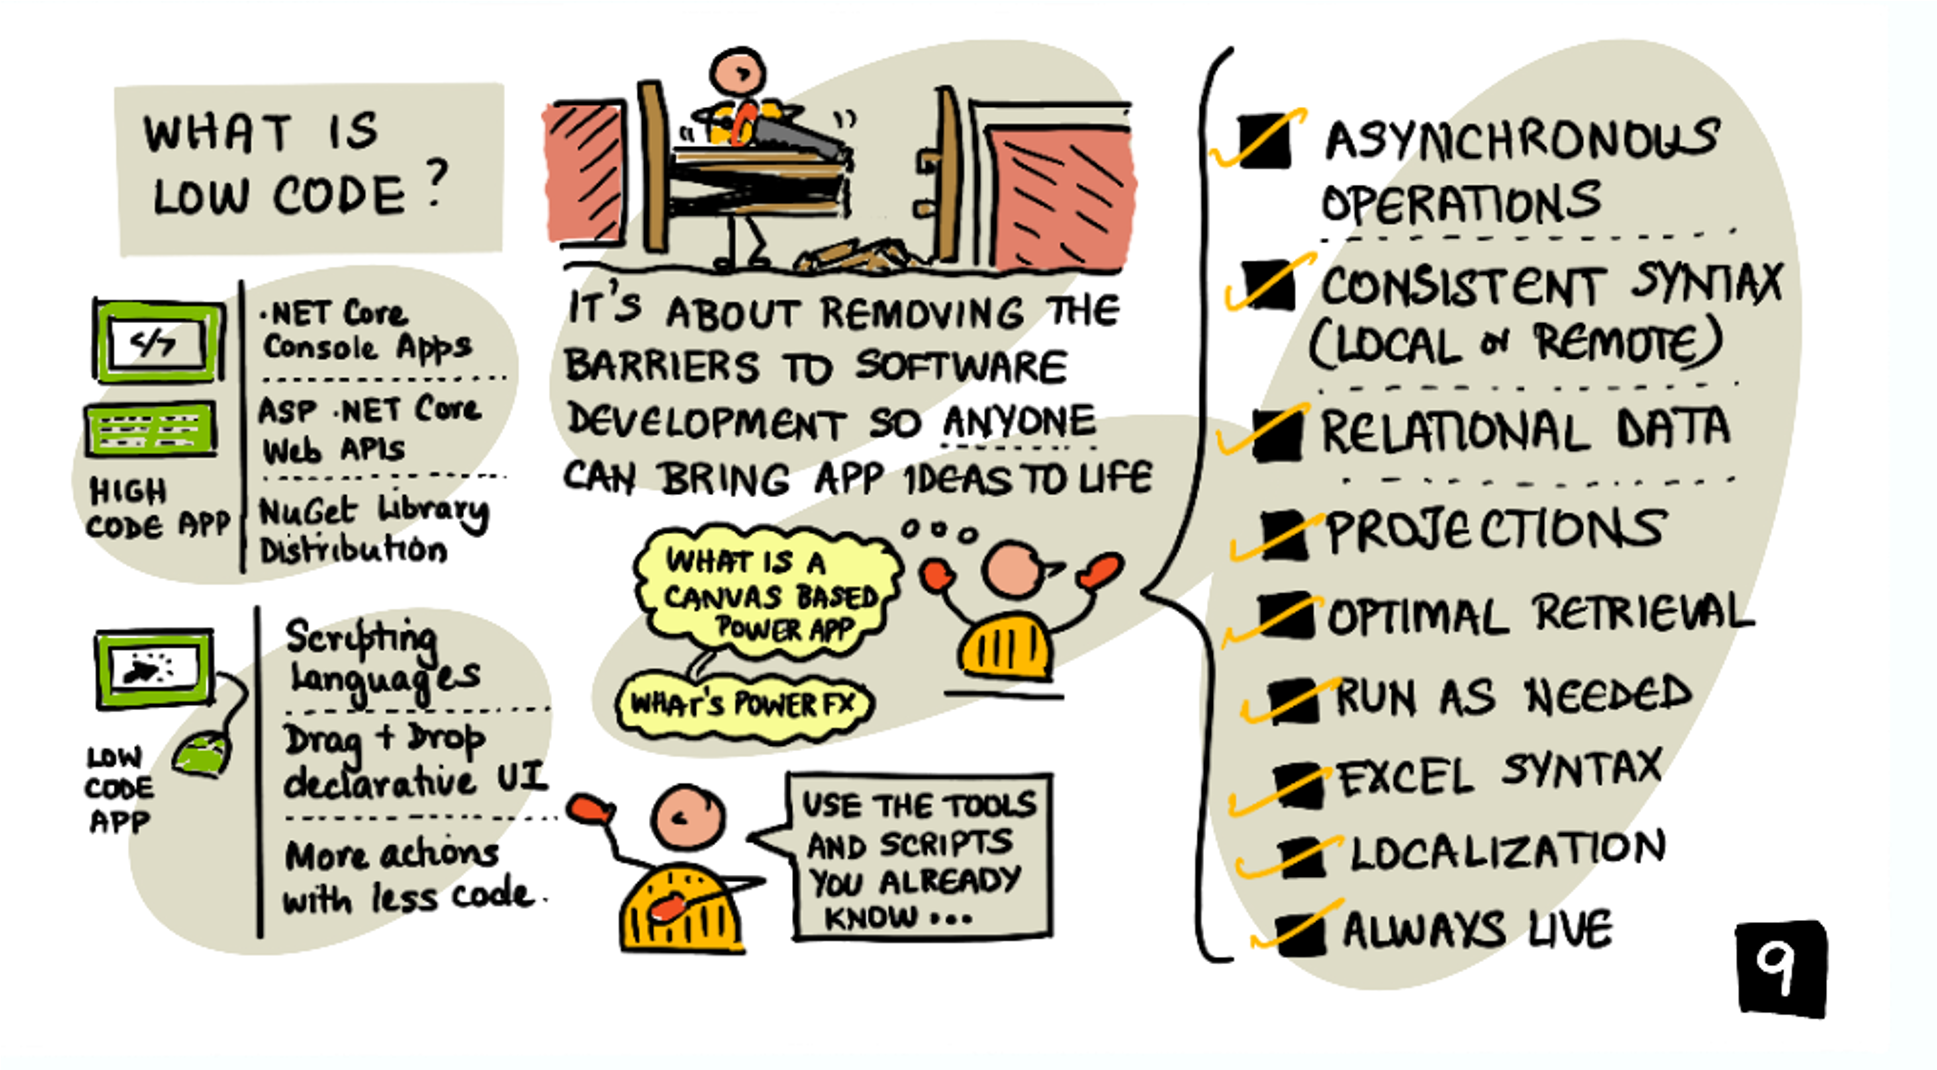 WHAT IS
LOW CODE?
</>
.NET Core
Console Apps
ASP .NET Core
Web APIs
NuGet Library
Distribution
HIGH
CODE APP
Scripting
Languages
Drag + Drop
declarative UI
More actions
with less code.
LOW
CODE
APP
IT'S ABOUT REMOVING THE
BARRIERS TO SOFTWARE
DEVELOPMENT SO ANYONE
CAN BRING APP IDEAS TO LIFE
WHAT IS A
CANVAS BASED
POWER APP
WHAT'S POWER FX
USE THE TOOLS
AND SCRIPTS
YOU ALREADY
KNOW...
ASYNCHRONOUS
OPERATIONS
CONSISTENT SYNTAX
(LOCAL or REMOTE)
RELATIONAL DATA
PROJECTIONS
OPTIMAL RETRIEVAL
RUN AS NEEDED
EXCEL SYNTAX
LOCALIZATION
ALWAYS LIVE
9